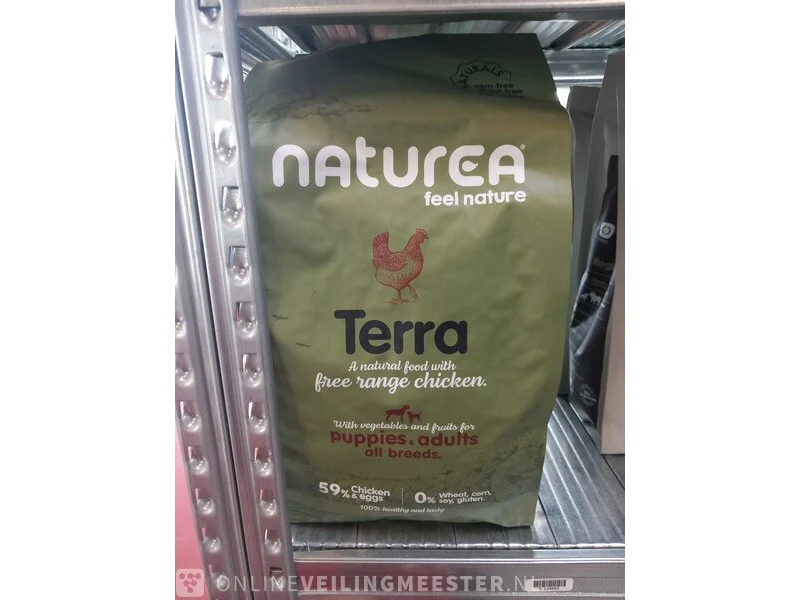 NATURALS
naturea®
feel nature
Terra
A natural food with
free range chicken.
With vegetables and fruits for
puppies & adults
all breeds.
59% Chicken & eggs
0% Wheat, corn, soy, gluten.
100% healthy and tasty
ONLINEVEILINGMEESTER.N